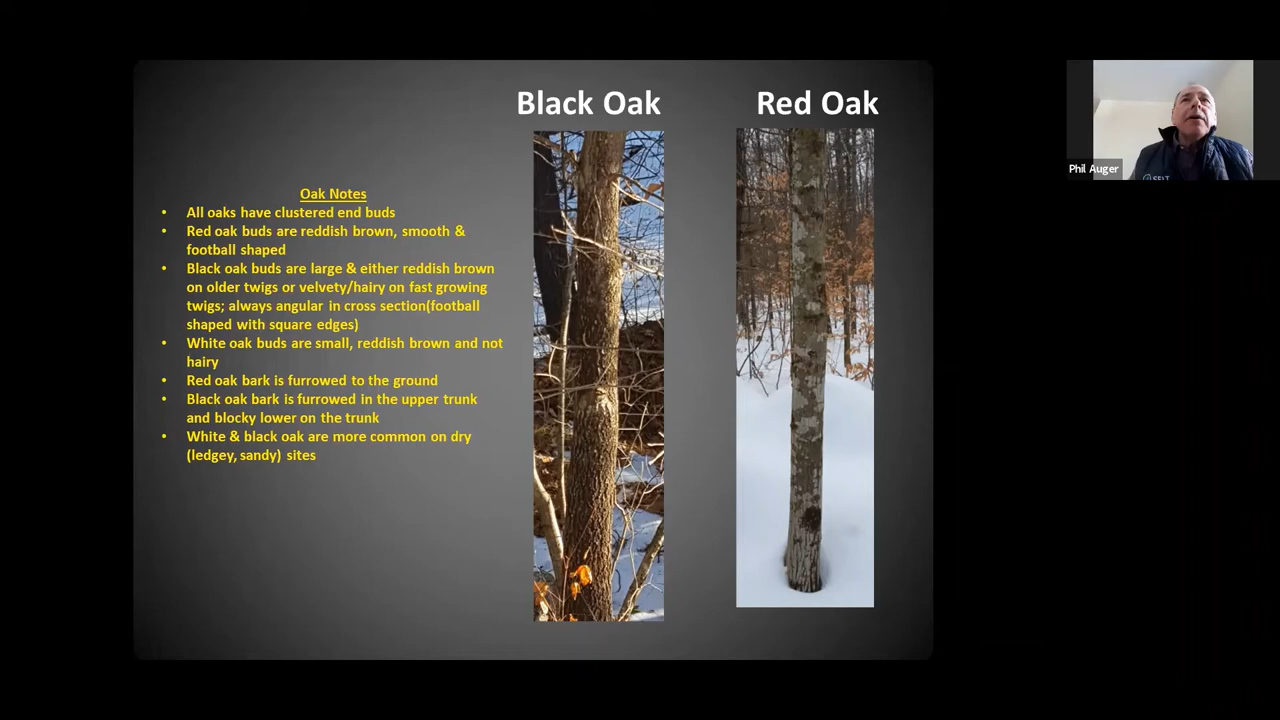 Black Oak
Red Oak
Phil Auger
SELT
Oak Notes
• All oaks have clustered end buds
• Red oak buds are reddish brown, smooth &
football shaped
• Black oak buds are large & either reddish brown
on older twigs or velvety/hairy on fast growing
twigs; always angular in cross section(football
shaped with square edges)
• White oak buds are small, reddish brown and not
hairy
• Red oak bark is furrowed to the ground
• Black oak bark is furrowed in the upper trunk
and blocky lower on the trunk
• White & black oak are more common on dry
(ledgey, sandy) sites